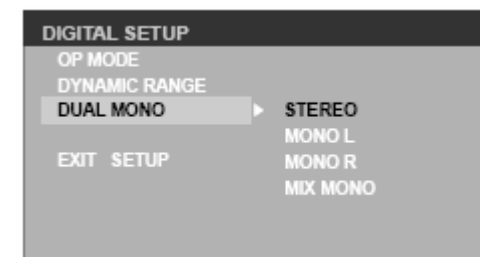 DIGITAL SETUP
OP MODE
DYNAMIC RANGE
DUAL MONO STEREO
MONO L
EXIT SETUP MONO R
MIX MONO